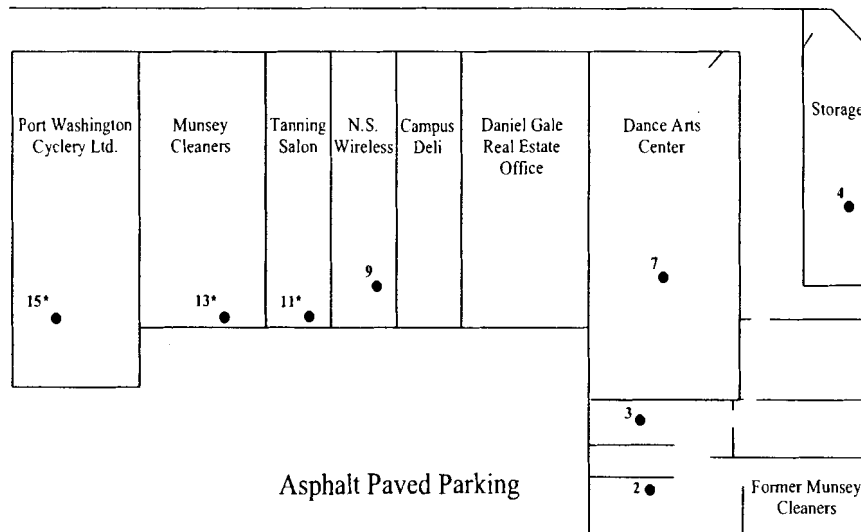 Port Washington
Cyclery Ltd.
Munsey
Cleaners
Tanning
Salon
N.S.
Wireless
Campus
Deli
Daniel Gale
Real Estate
Office
Dance Arts
Center
Storage
4
7
9
15*
13*
11*
3
2
Asphalt Paved Parking
Former Munsey
Cleaners